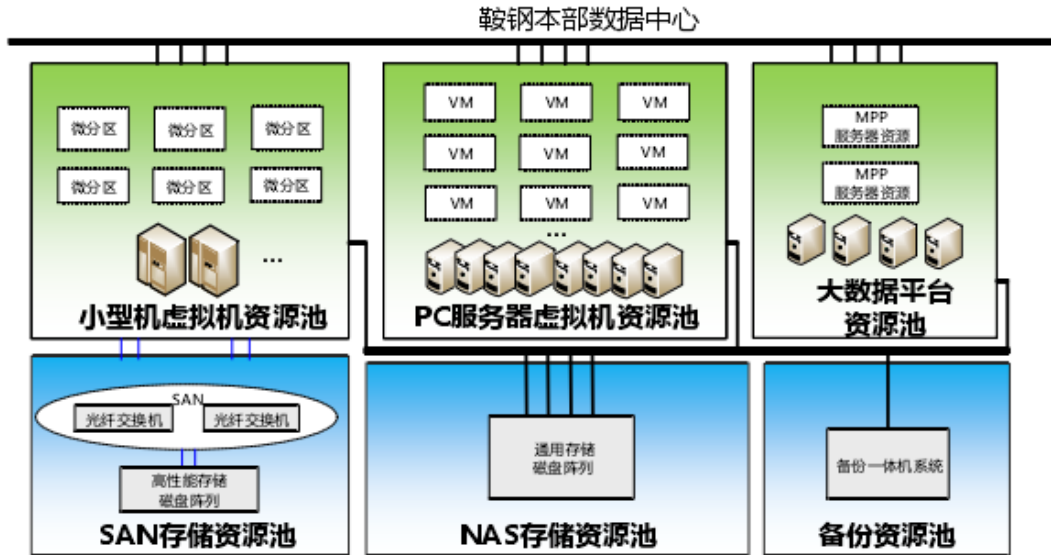 鞍钢本部数据中心
微分区 微分区 微分区
微分区 微分区 微分区
...
小型机虚拟机资源池
VM VM VM
VM VM VM
VM VM VM
...
PC服务器虚拟机资源池
MPP
服务器资源
MPP
服务器资源
大数据平台
资源池
SAN
光纤交换机 光纤交换机
高性能存储
磁盘阵列
SAN存储资源池
通用存储
磁盘阵列
NAS存储资源池
备份一体机系统
备份资源池